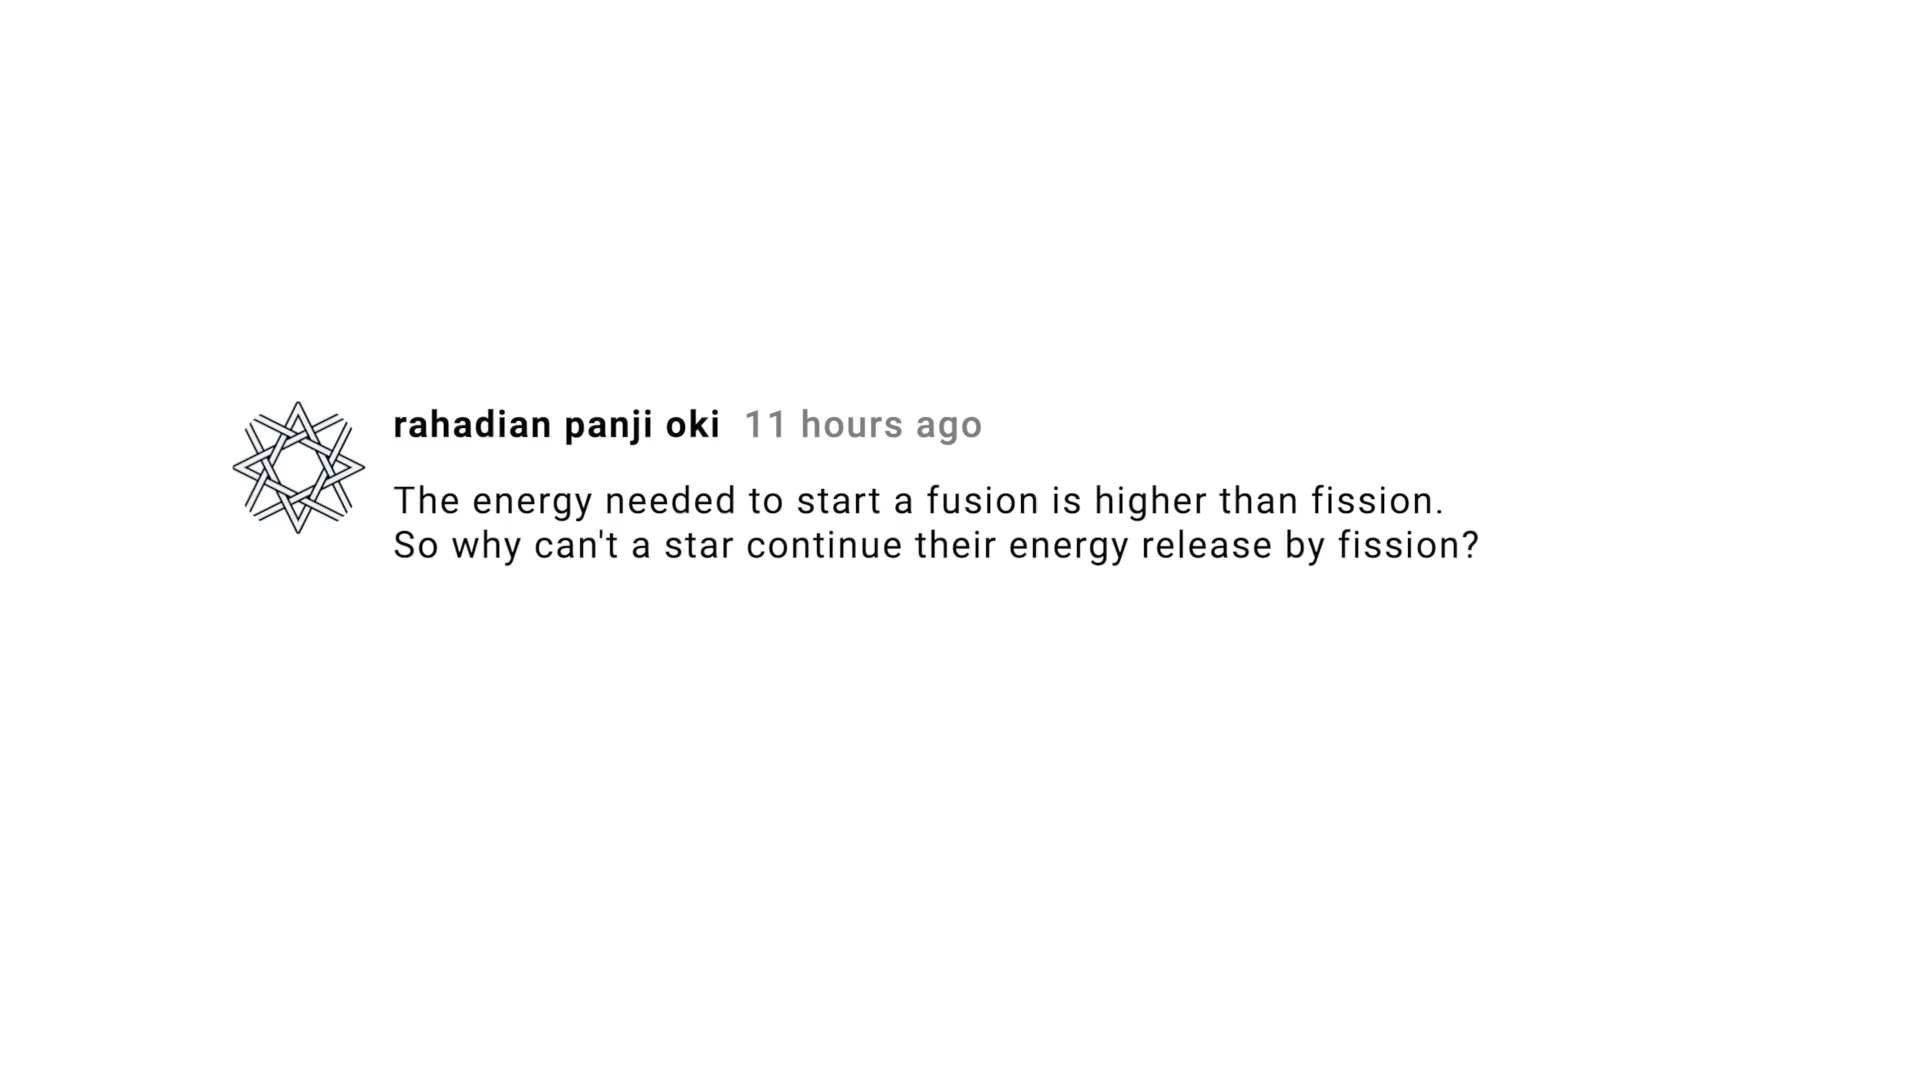 rahadian panji oki 11 hours ago
The energy needed to start a fusion is higher than fission.
So why can't a star continue their energy release by fission?